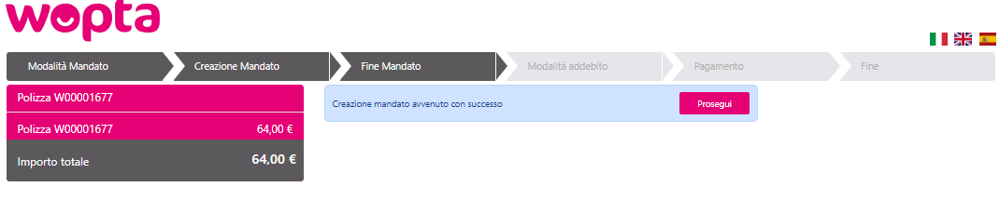 wopta
Modalità Mandato
Creazione Mandato
Fine Mandato
Modalità addebito
Pagamento
Fine
Polizza W00001677
Polizza W00001677 64,00 €
Importo totale 64,00 €
Creazione mandato avvenuto con successo
Prosegui